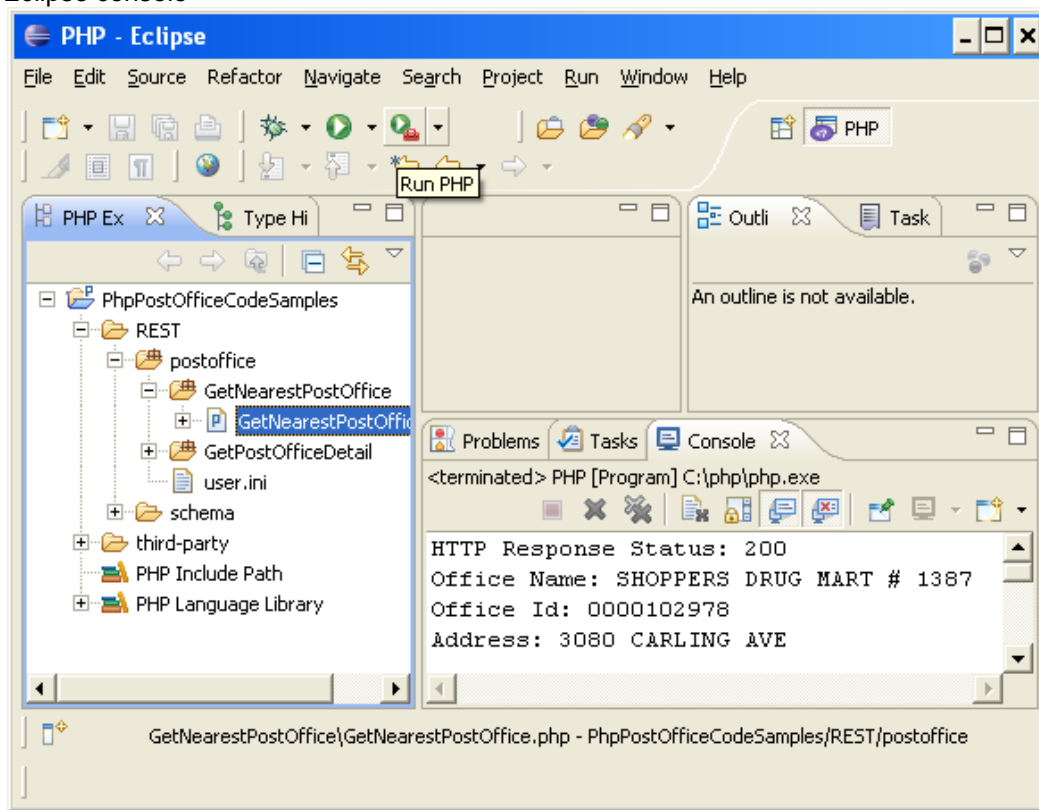 PHP - Eclipse
File Edit Source Refactor Navigate Search Project Run Window Help
PHP
Run PHP
PHP Ex
Type Hi
Outli
Task
PhpPostOfficeCodeSamples
REST
postoffice
GetNearestPostOffice
GetNearestPostOffic
GetPostOfficeDetail
user.ini
schema
third-party
PHP Include Path
PHP Language Library
An outline is not available.
Problems Tasks Console
<terminated> PHP [Program] C:\php\php.exe
HTTP Response Status: 200
Office Name: SHOPPERS DRUG MART # 1387
Office Id: 0000102978
Address: 3080 CARLING AVE
GetNearestPostOffice\GetNearestPostOffice.php - PhpPostOfficeCodeSamples/REST/postoffice